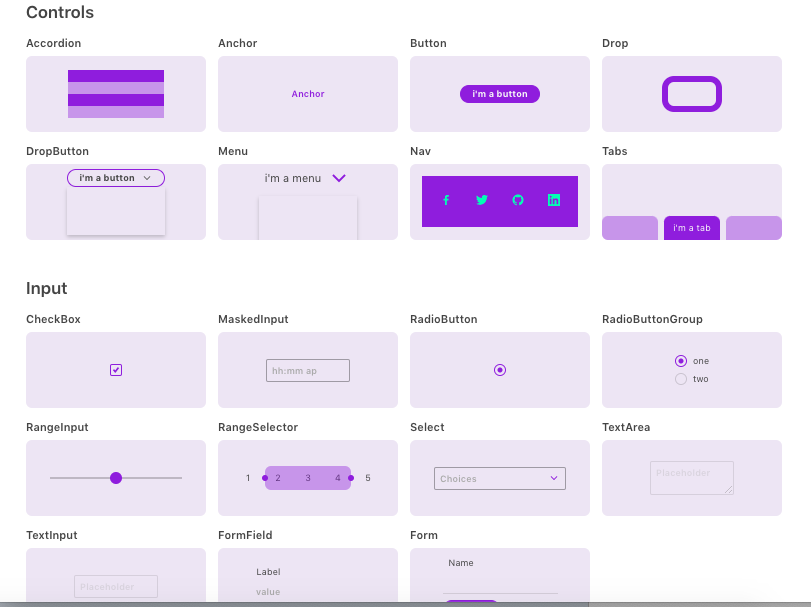 Controls
Accordion Anchor Button Drop
Anchor i'm a button
DropButton Menu Nav Tabs
i'm a button i'm a menu
i'm a tab
Input
CheckBox MaskedInput RadioButton RadioButtonGroup
hh:mm ap one
two
RangeInput RangeSelector Select TextArea
Placeholder
1 2 3 4 5 Choices
TextInput FormField Form
Name
Label
Placeholder value